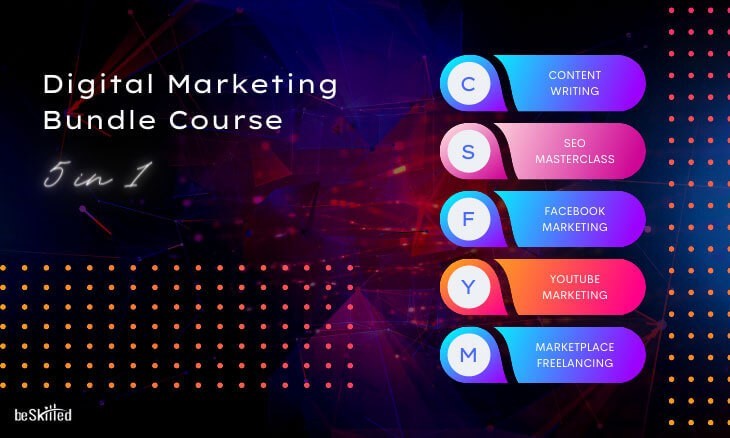 Digital Marketing
Bundle Course
5 in 1
C
CONTENT
WRITING
S
SEO
MASTERCLASS
F
FACEBOOK
MARKETING
Y
YOUTUBE
MARKETING
M
MARKETPLACE
FREELANCING
beSkilled